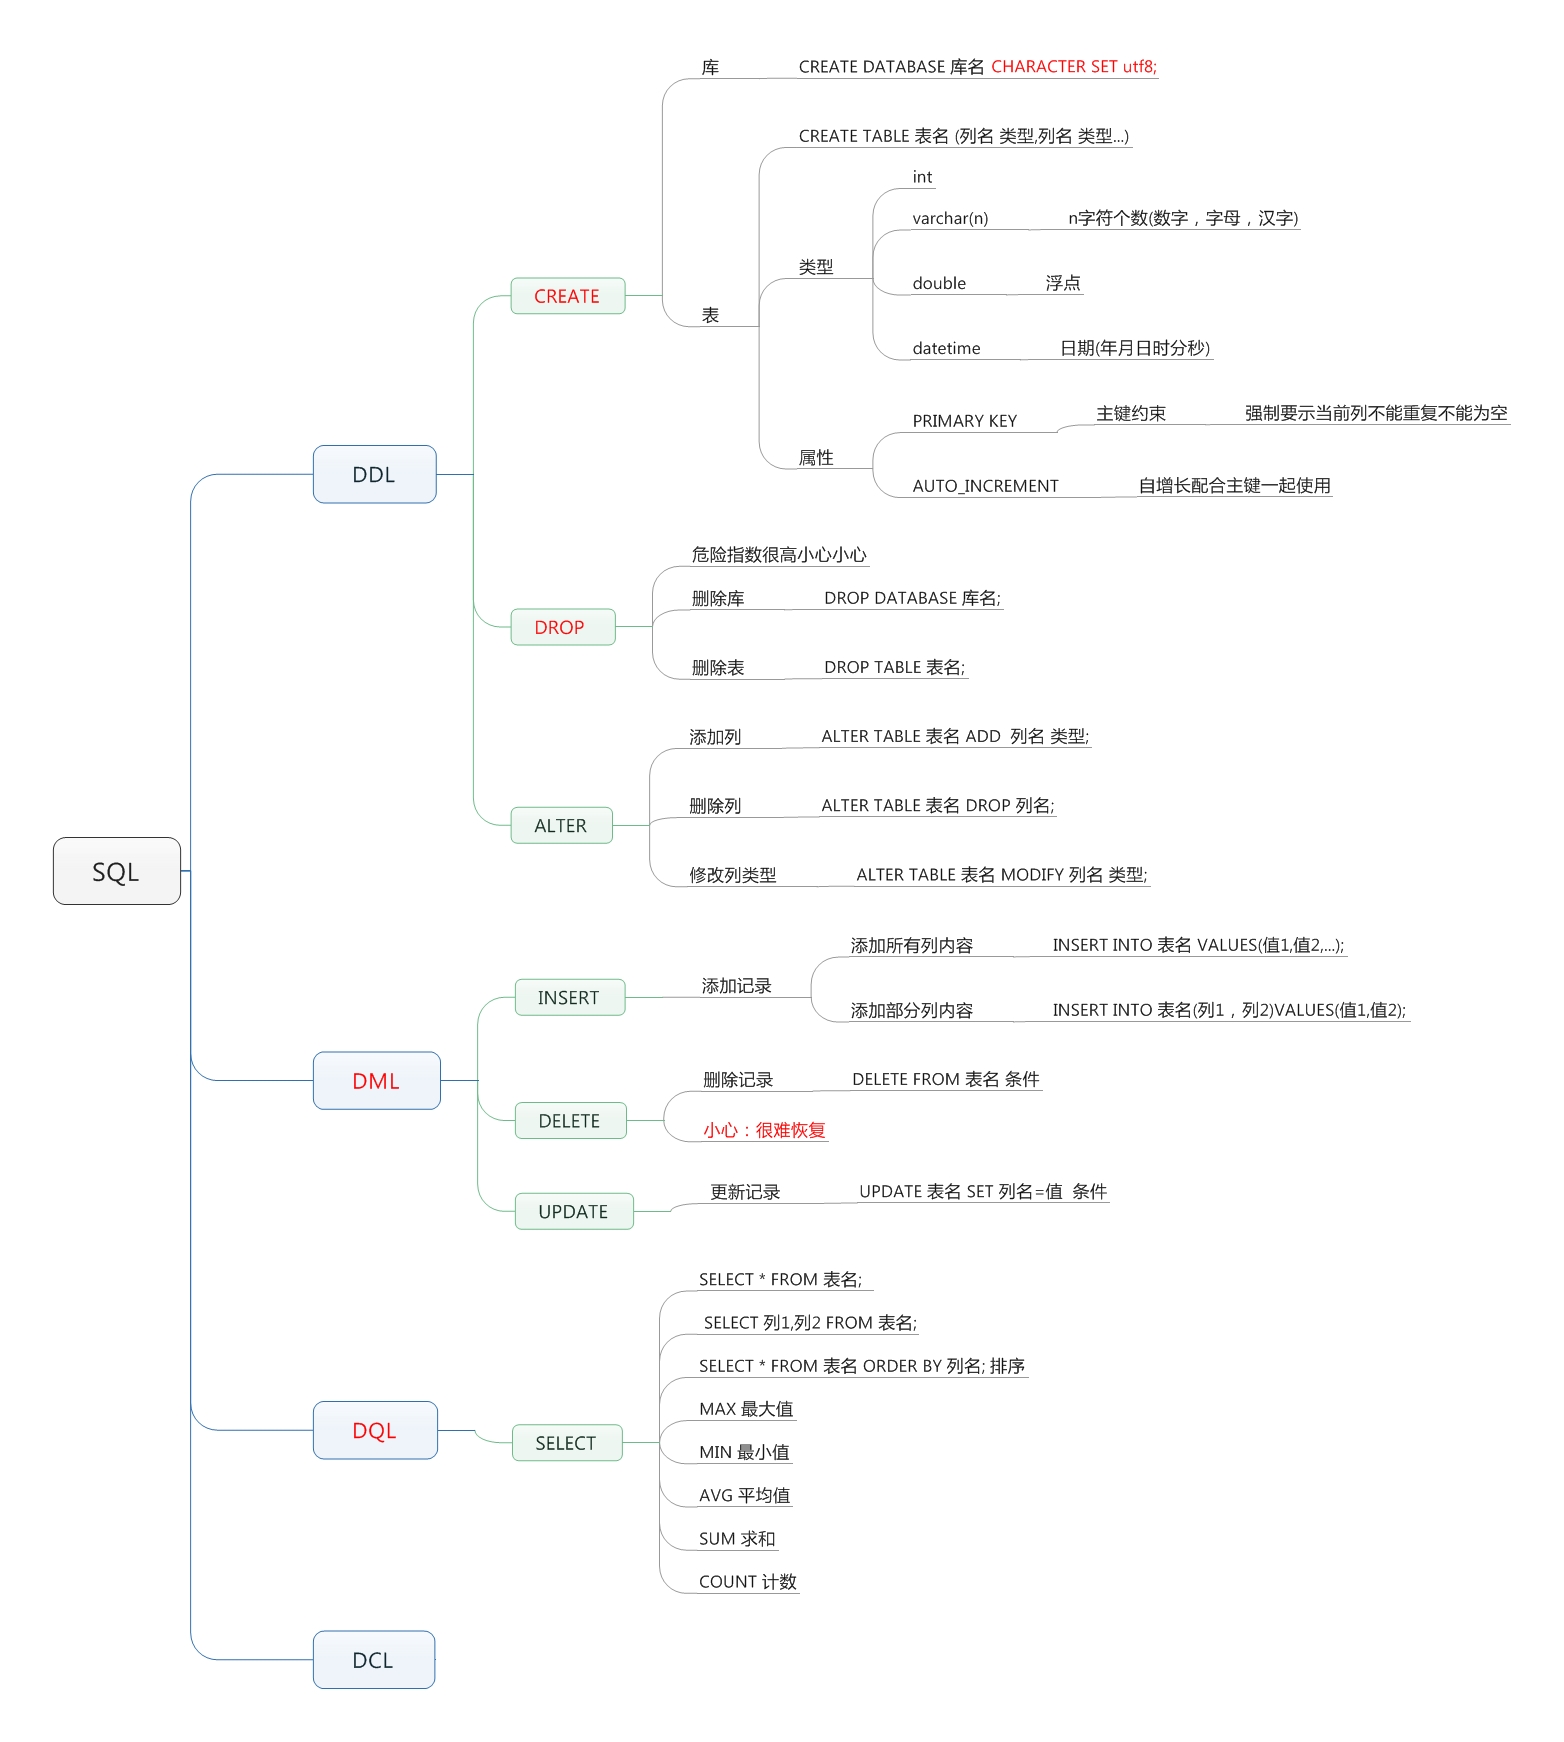 SQL
DDL
CREATE
库
CREATE DATABASE 库名 CHARACTER SET utf8;
表
CREATE TABLE 表名 (列名 类型,列名 类型...)
类型
int
varchar(n)
n字符个数(数字，字母，汉字)
double
浮点
datetime
日期(年月日时分秒)
属性
PRIMARY KEY
主键约束
强制要示当前列不能重复不能为空
AUTO_INCREMENT
自增长配合主键一起使用
DROP
危险指数很高小心小心
删除库
DROP DATABASE 库名;
删除表
DROP TABLE 表名;
ALTER
添加列
ALTER TABLE 表名 ADD  列名 类型;
删除列
ALTER TABLE 表名 DROP 列名;
修改列类型
ALTER TABLE 表名 MODIFY 列名 类型;
DML
INSERT
添加记录
添加所有列内容
INSERT INTO 表名 VALUES(值1,值2,...);
添加部分列内容
INSERT INTO 表名(列1，列2)VALUES(值1,值2);
DELETE
删除记录
DELETE FROM 表名 条件
小心：很难恢复
UPDATE
更新记录
UPDATE 表名 SET 列名=值  条件
DQL
SELECT
SELECT * FROM 表名;
SELECT 列1,列2 FROM 表名;
SELECT * FROM 表名 ORDER BY 列名; 排序
MAX 最大值
MIN 最小值
AVG 平均值
SUM 求和
COUNT 计数
DCL